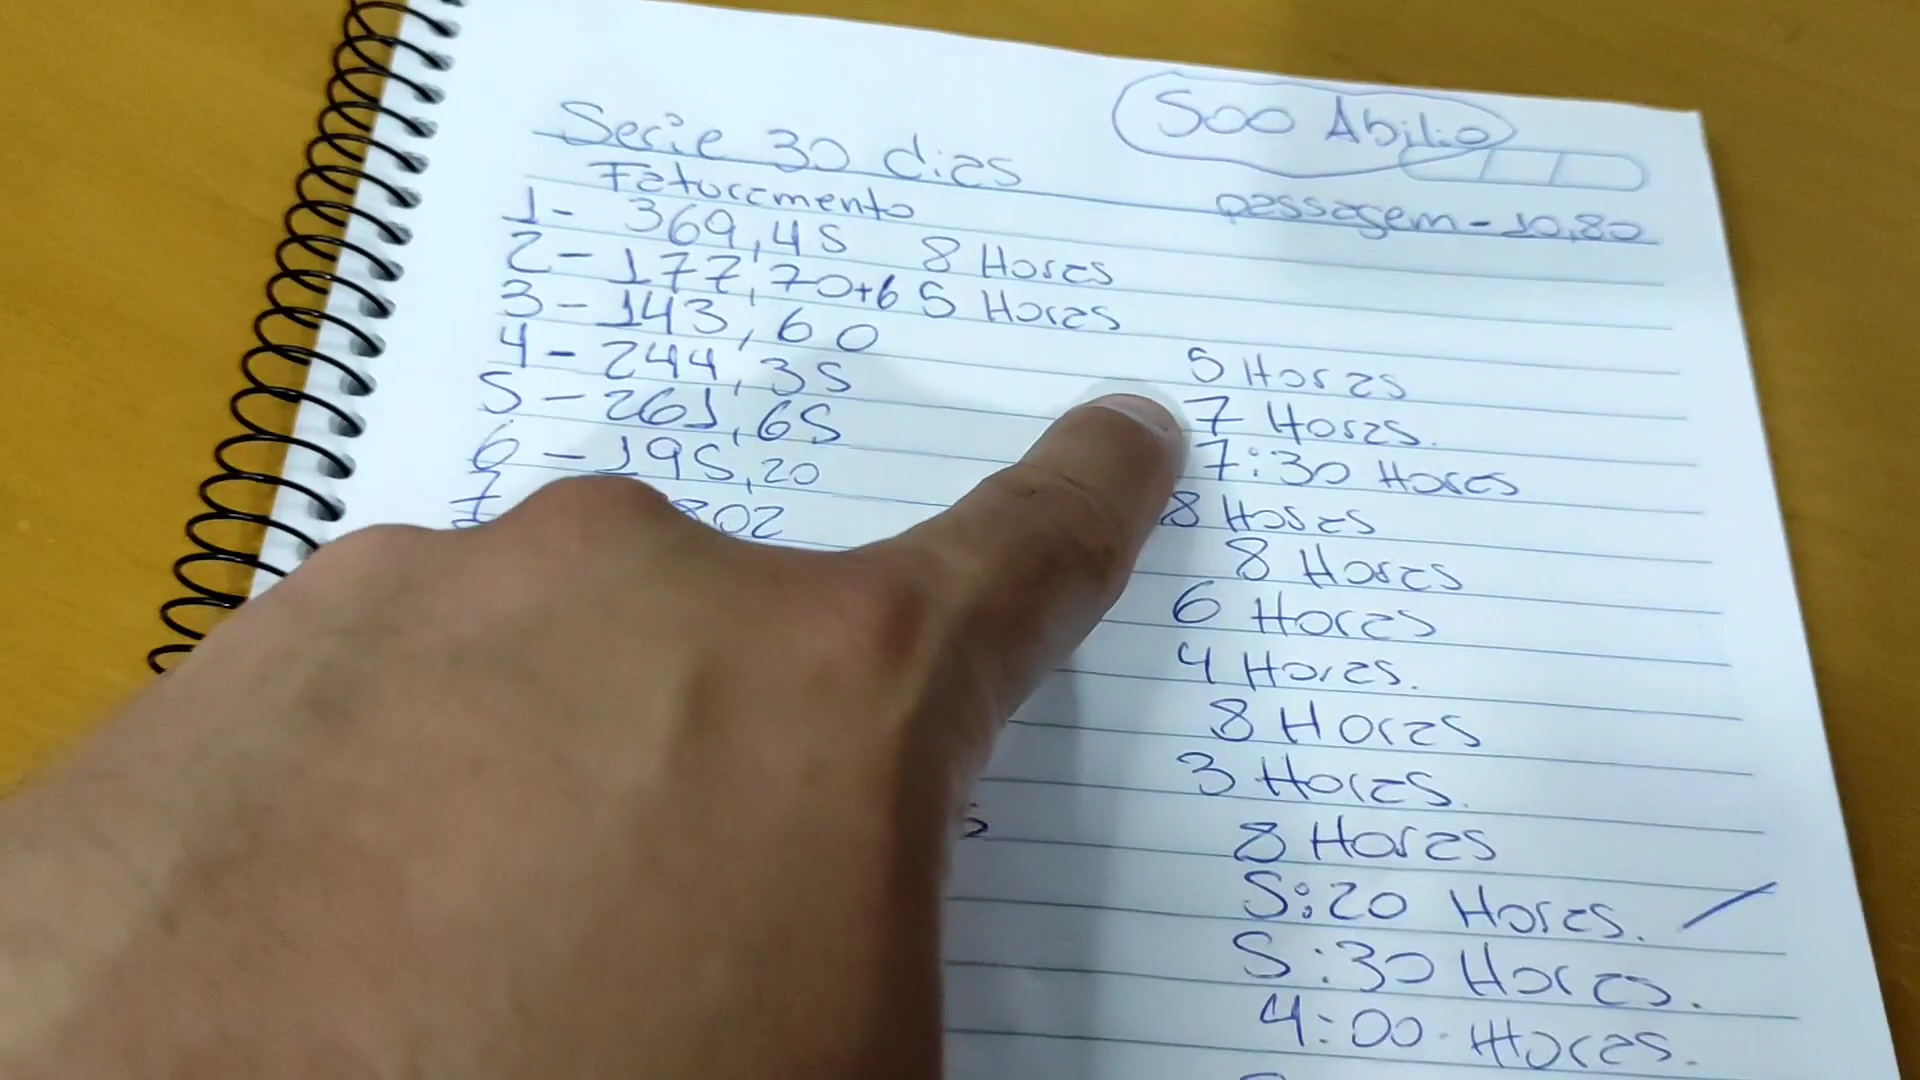 500 Abilio
Serie 30 dias
Faturamento
passagem - 10,80
1- 369,45 8 Horas
2- 177,70+6 5 Horas
3- 143,60
4- 244,35 5 Horas
5- 261,65 7 Horas.
6- 195,20 7:30 Horas
7 802 8 Horas
8 Horas
6 Horas
4 Horas.
8 Horas
3 Horas.
8 Horas
5:20 Horas. /
5:30 Horas.
4:00. Horas.